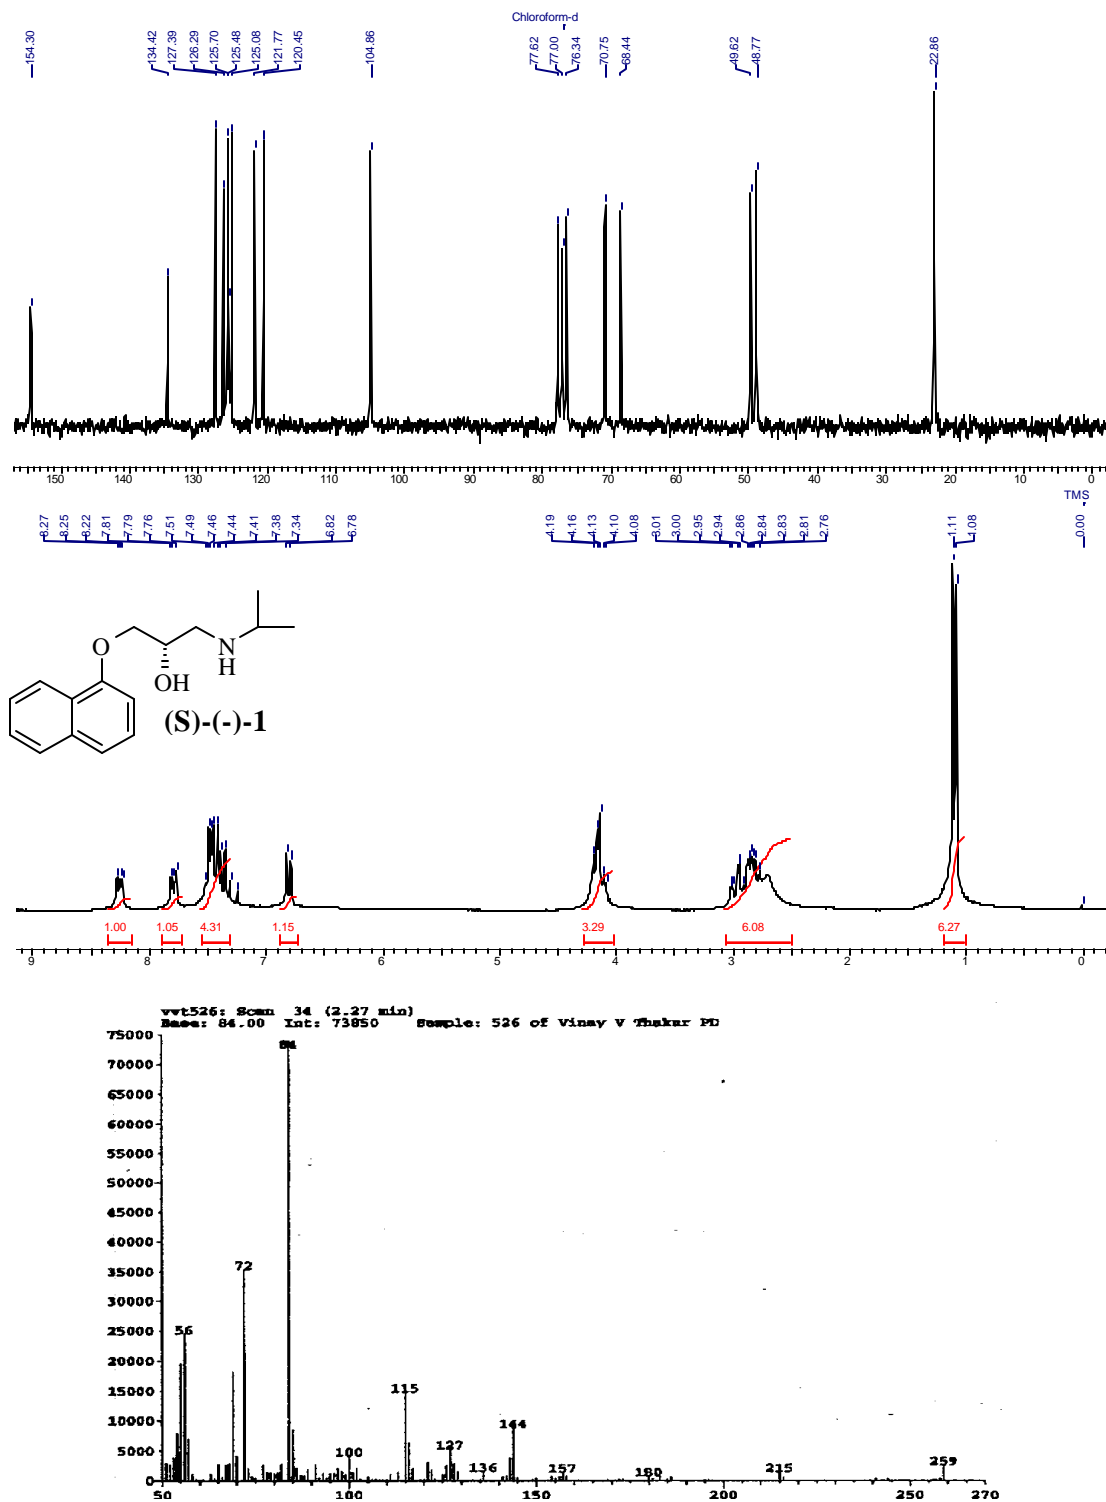 Chloroform-d
154.30 134.42 127.39 126.29 125.70 125.48 125.08 121.77 120.45 104.86 77.62 77.00 76.34 70.75 68.44 49.62 48.77 22.86
150 140 130 120 110 100 90 80 70 60 50 40 30 20 10 0
TMS
8.27 8.25 8.22 7.81 7.79 7.76 7.51 7.49 7.46 7.44 7.41 7.38 7.34 6.82 6.78 4.19 4.16 4.13 4.10 4.08 3.01 3.00 2.95 2.94 2.86 2.84 2.83 2.81 2.76 1.11 1.08 0.00
O
N
H
OH
(S)-(-)-1
1.00 1.05 4.31 1.15 3.29 6.08 6.27
9 8 7 6 5 4 3 2 1 0
vvt526: Scan 34 (2.27 min)
Base: 84.00 Int: 73850 Sample: 526 of Vinay V Thakur PD
75000
84
70000
65000
60000
55000
50000
45000
40000
35000
72
30000
25000
56
20000
15000
115
10000
144
5000
100 127 136 157 180 215 259
0
50 100 150 200 250 270